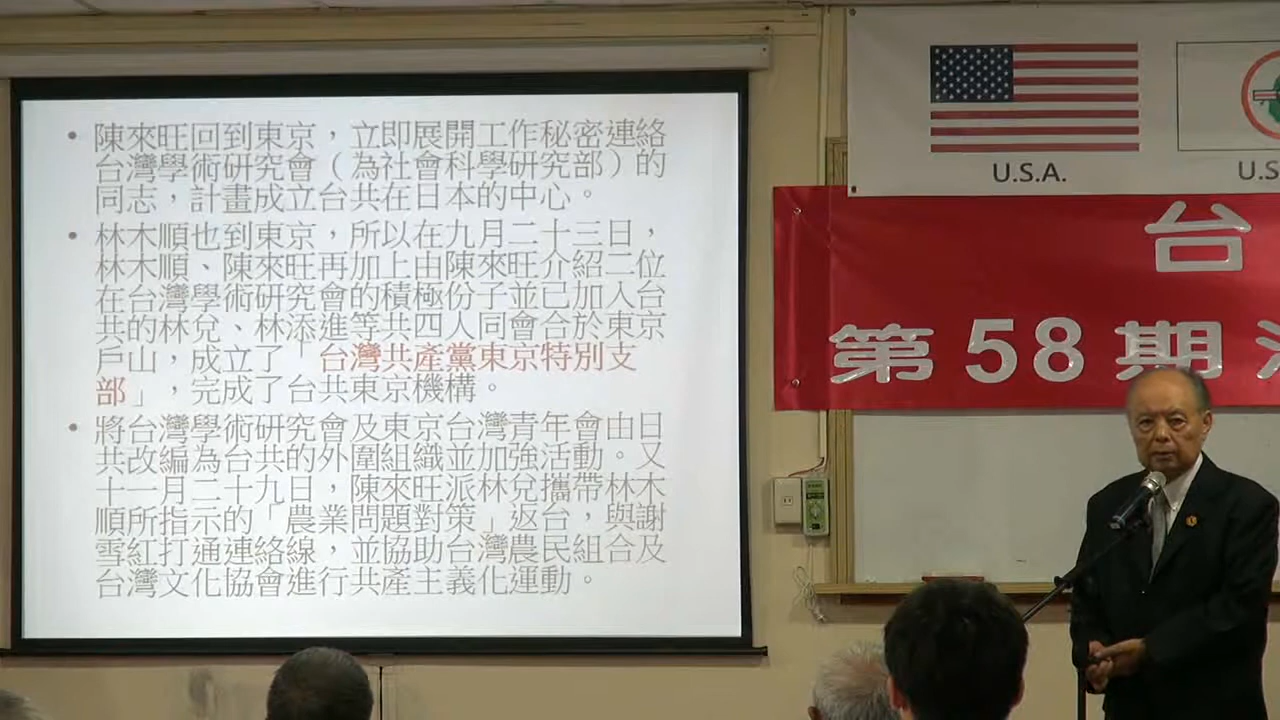 • 陳來旺回到東京，立即展開工作秘密連絡
台灣學術研究會（為社會科學研究部）的
同志，計畫成立台共在日本的中心。
• 林木順也到東京，所以在九月二十三日，
林木順、陳來旺再加上由陳來旺介紹二位
在台灣學術研究會的積極份子並已加入台
共的林兌、林添進等共四人同會合於東京
戶山，成立了「台灣共產黨東京特別支
部」，完成了台共東京機構。
• 將台灣學術研究會及東京台灣青年會由日
共改編為台共的外圍組織並加強活動。又
十一月二十九日，陳來旺派林兌攜帶林木
順所指示的「農業問題對策」返台，與謝
雪紅打通連絡線，並協助台灣農民組合及
台灣文化協會進行共產主義化運動。
U.S.A.
U.S
台
第58期